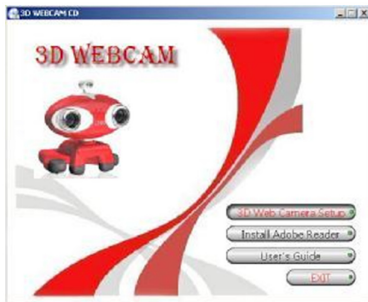 3D WEBCAM CD
3D WEBCAM
3D Web Camera Setup
Install Adobe Reader
User's Guide
EXIT